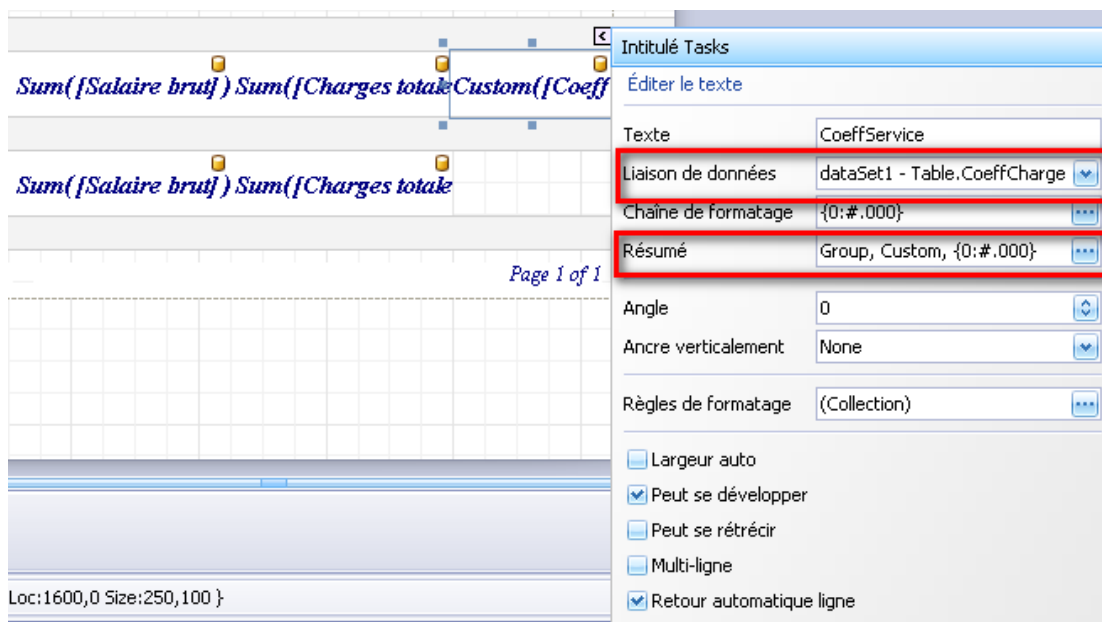 Sum([Salaire brut]) Sum([Charges totale Custom([Coeff
Sum([Salaire brut]) Sum([Charges totale
Page 1 of 1
Loc:1600,0 Size:250,100 }
Intitulé Tasks
Éditer le texte
Texte CoeffService
Liaison de données dataSet1 - Table.CoeffCharge
Chaîne de formatage {0:#.000}
Résumé Group, Custom, {0:#.000}
Angle 0
Ancre verticalement None
Règles de formatage (Collection)
Largeur auto
Peut se développer
Peut se rétrécir
Multi-ligne
Retour automatique ligne